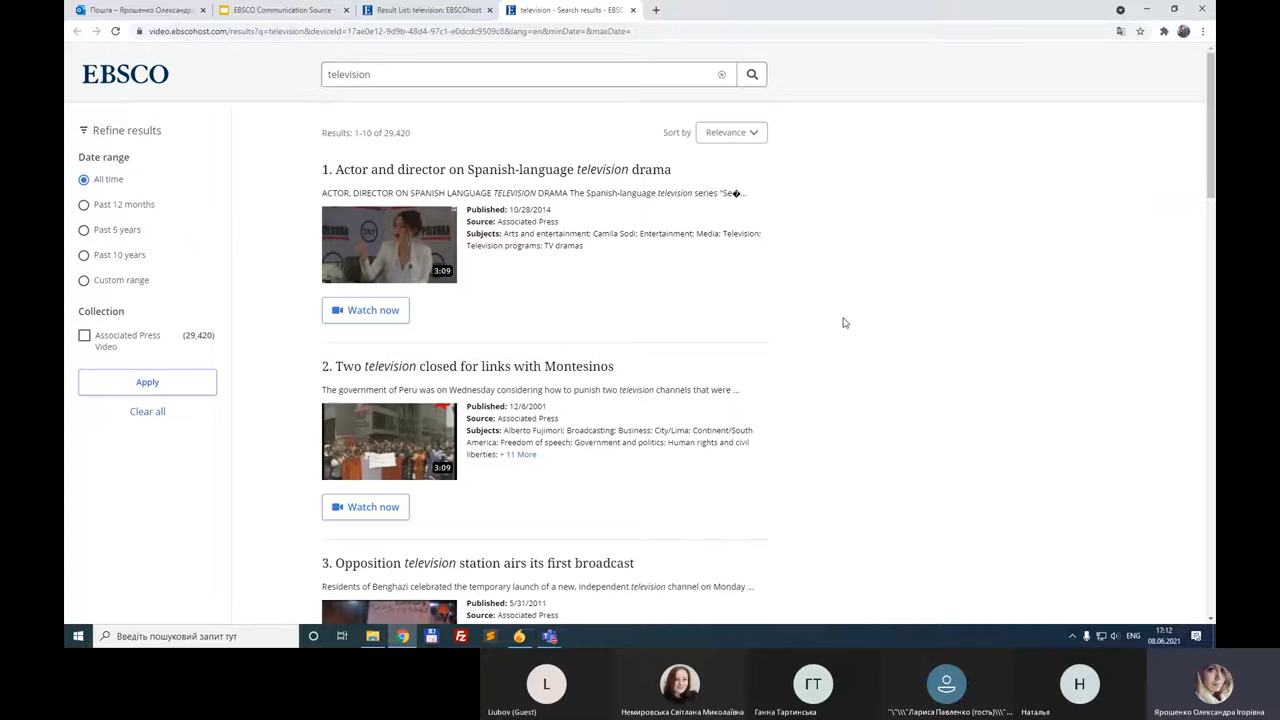 Пошта – Ярошенко Олександр
EBSCO Communication Source -
Result List: television: EBSCOhost
television - Search results - EBSC
video.ebscohost.com/results?q=television&deviceId=17ae0e12-9d9b-48d4-97c1-e0dcdc9509c8&lang=en&minDate=&maxDate=
EBSCO
television
Refine results
Date range
All time
Past 12 months
Past 5 years
Past 10 years
Custom range
Collection
Associated Press (29,420)
Video
Apply
Clear all
Results: 1-10 of 29,420
Sort by Relevance
1. Actor and director on Spanish-language television drama
ACTOR, DIRECTOR ON SPANISH LANGUAGE TELEVISION DRAMA The Spanish-language television series "Se�...
Published: 10/28/2014
Source: Associated Press
Subjects: Arts and entertainment; Camila Sodi; Entertainment; Media; Television;
Television programs; TV dramas
3:09
Watch now
2. Two television closed for links with Montesinos
The government of Peru was on Wednesday considering how to punish two television channels that were ...
Published: 12/6/2001
Source: Associated Press
Subjects: Alberto Fujimori; Broadcasting; Business; City/Lima; Continent/South
America; Freedom of speech; Government and politics; Human rights and civil
liberties; + 11 More
3:09
Watch now
3. Opposition television station airs its first broadcast
Residents of Benghazi celebrated the temporary launch of a new, independent television channel on Monday ...
Published: 5/31/2011
Source: Associated Press
Введіть пошуковий запит тут
ENG
17:12
08.06.2021
L
ГТ
Н
Liubov (Guest)
Немировська Світлана Миколаївна
Ганна Тартинська
"\"\\\"Лариса Павленко (гость)\\\"...
Наталья
Ярошенко Олександра Ігорівна